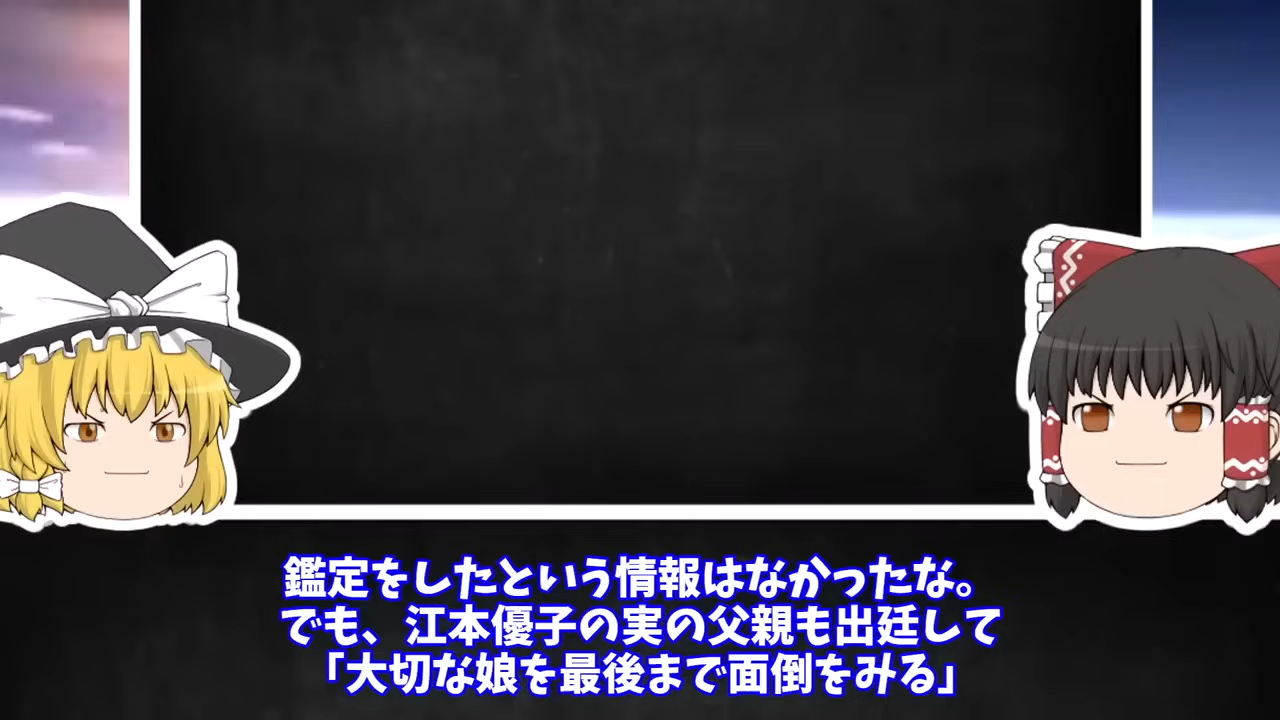 鑑定をしたという情報はなかったな。
でも、江本優子の実の父親も出廷して
「大切な娘を最後まで面倒をみる」